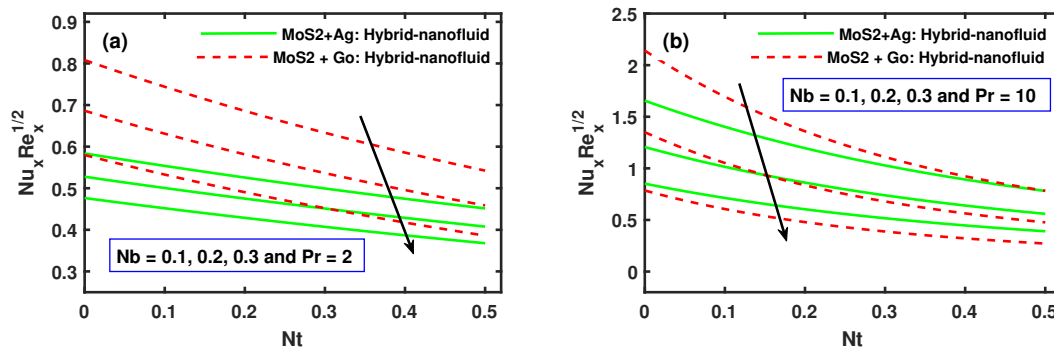 (a)
MoS2+Ag: Hybrid-nanofluid
MoS2 + Go: Hybrid-nanofluid
Nb = 0.1, 0.2, 0.3 and Pr = 2
0.9
0.8
0.7
0.6
0.5
0.4
0.3
0
0.1
0.2
0.3
0.4
0.5
Nt
Nu_x Re_x^{1/2}
(b)
MoS2+Ag: Hybrid-nanofluid
MoS2 + Go: Hybrid-nanofluid
Nb = 0.1, 0.2, 0.3 and Pr = 10
2.5
2
1.5
1
0.5
0
0
0.1
0.2
0.3
0.4
0.5
Nt
Nu_x Re_x^{1/2}